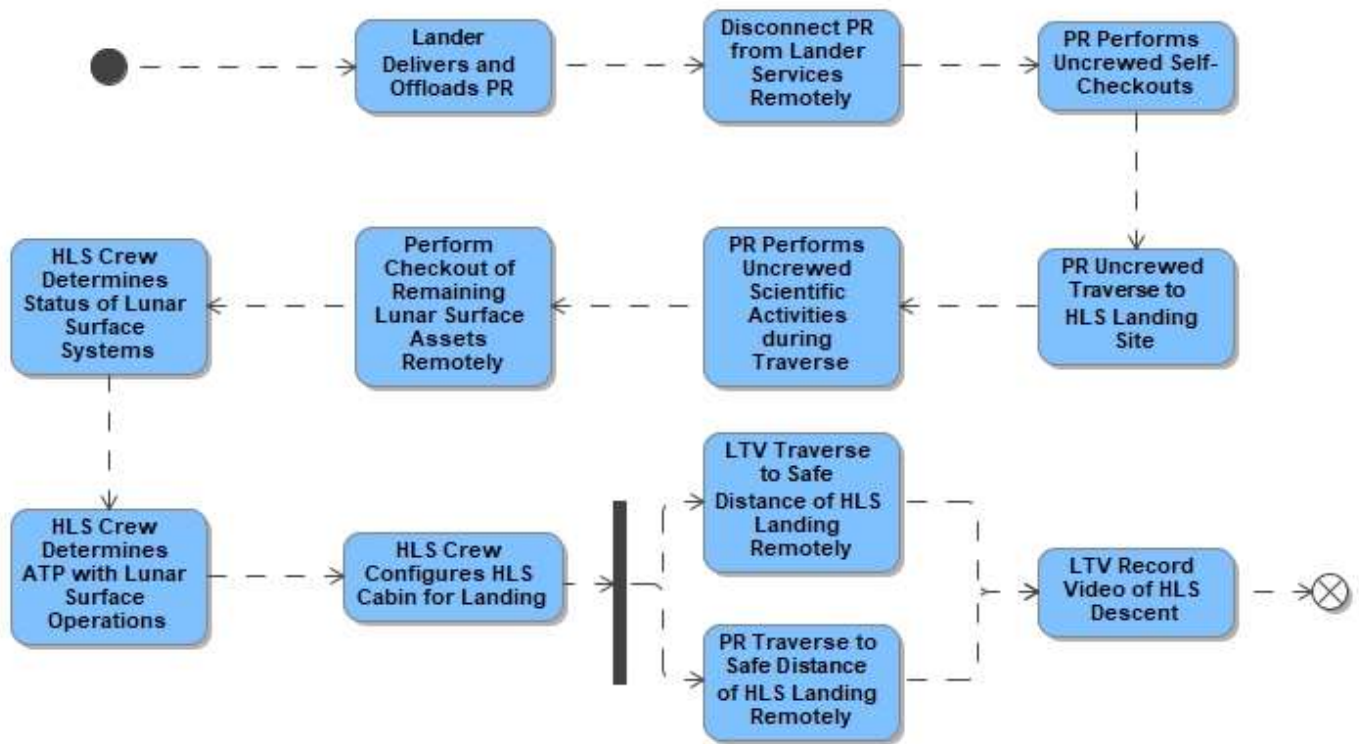 Lander
Delivers and
Offloads PR
Disconnect PR
from Lander
Services
Remotely
PR Performs
Uncrewed Self-
Checkouts
HLS Crew
Determines
Status of Lunar
Surface
Systems
Perform
Checkout of
Remaining
Lunar Surface
Assets
Remotely
PR Performs
Uncrewed
Scientific
Activities
during
Traverse
PR Uncrewed
Traverse to
HLS Landing
Site
HLS Crew
Determines
ATP with Lunar
Surface
Operations
HLS Crew
Configures HLS
Cabin for Landing
LTV Traverse
to Safe
Distance of HLS
Landing
Remotely
PR Traverse to
Safe Distance
of HLS Landing
Remotely
LTV Record
Video of HLS
Descent